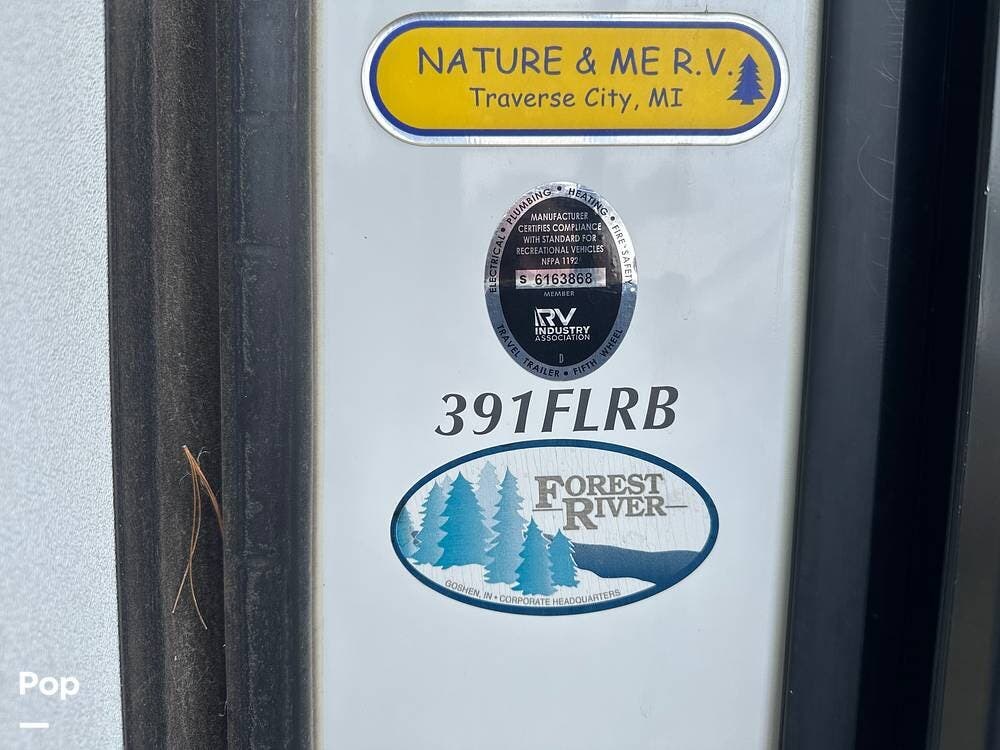 NATURE & ME R.V.
Traverse City, MI
ELECTRICAL • PLUMBING • HEATING • FIRE-SAFETY
MANUFACTURER
CERTIFIES COMPLIANCE
WITH STANDARD FOR
RECREATIONAL VEHICLES
NFPA 1192
S 6163868
MEMBER
RV
INDUSTRY
ASSOCIATION
D
TRAVEL TRAILER • FIFTH WHEEL
391FLRB
FOREST
RIVER
GOSHEN, IN • CORPORATE HEADQUARTERS
Pop